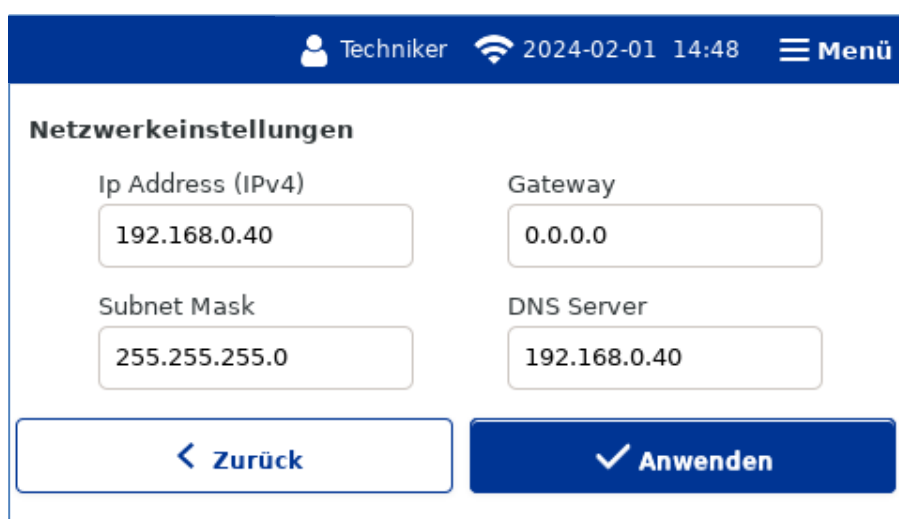 Techniker 2024-02-01 14:48 Menü
Netzwerkeinstellungen
Ip Address (IPv4) Gateway
192.168.0.40 0.0.0.0
Subnet Mask DNS Server
255.255.255.0 192.168.0.40
Zurück Anwenden